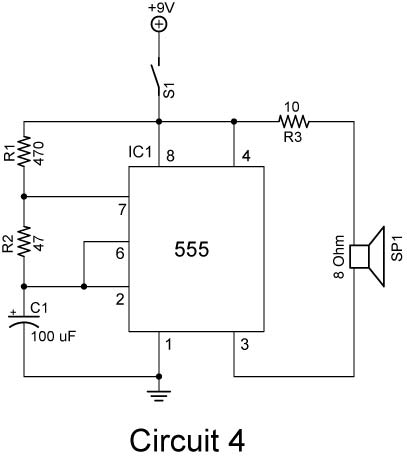 +9V
S1
10
R3
R1
470
IC1
8
4
7
R2
47
6
555
2
8 Ohm
SP1
+
C1
100 uF
1
3
Circuit 4